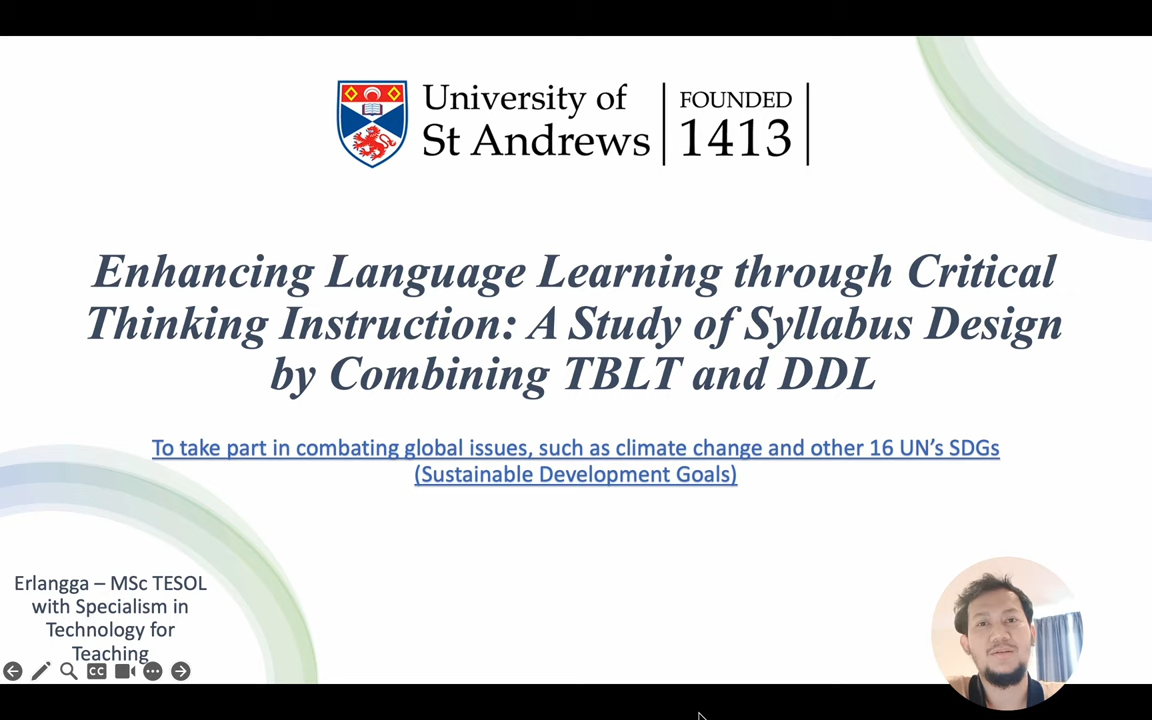 University of
St Andrews
FOUNDED
1413
Enhancing Language Learning through Critical
Thinking Instruction: A Study of Syllabus Design
by Combining TBLT and DDL
To take part in combating global issues, such as climate change and other 16 UN’s SDGs
(Sustainable Development Goals)
Erlangga – MSc TESOL
with Specialism in
Technology for
Teaching
CC